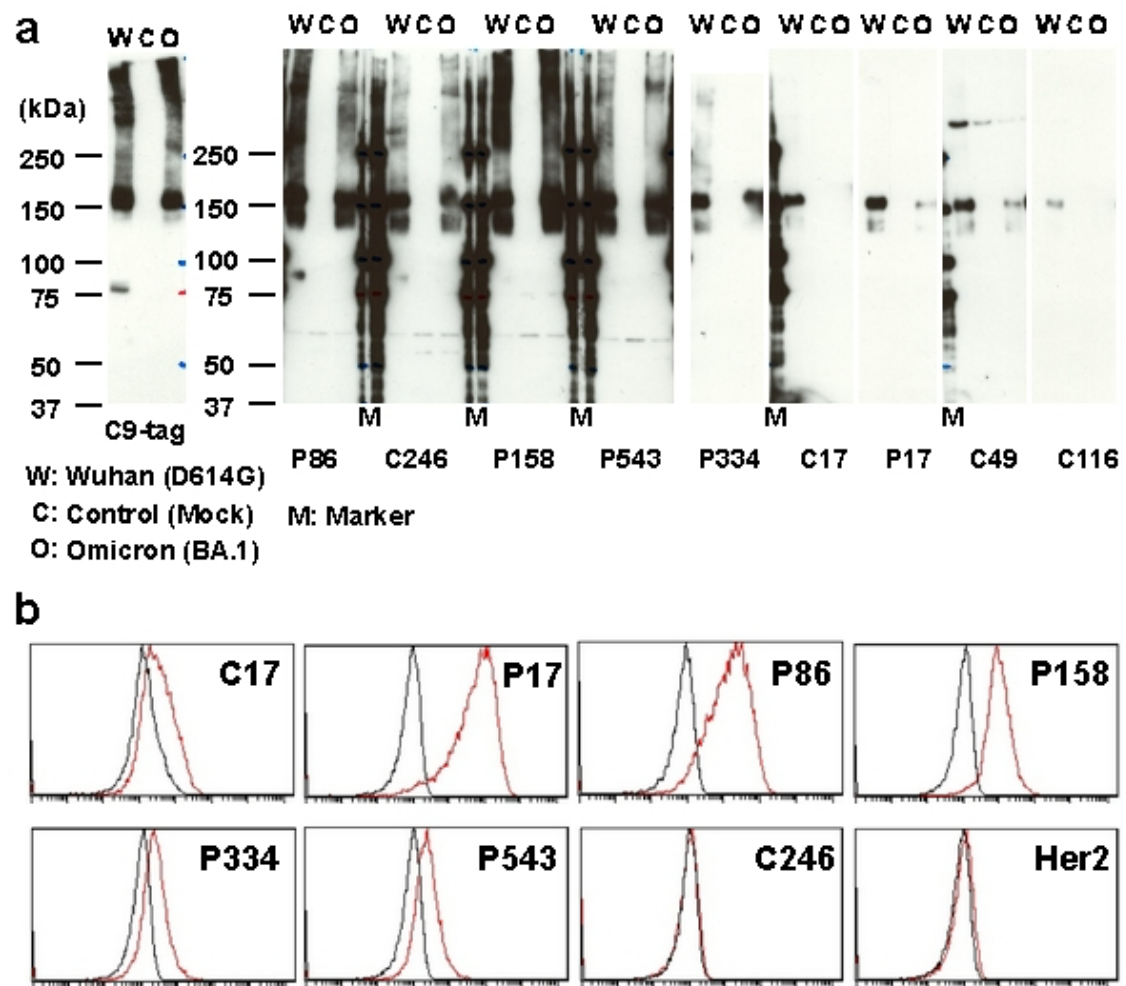 a
W C O W C O W C O W C O W C O W C O W C O W C O W C O W C O
(kDa)
250 250
150 150
100 100
75 75
50 50
37 37
C9-tag M M M M M
P86 C246 P158 P543 P334 C17 P17 C49 C116
W: Wuhan (D614G)
C: Control (Mock) M: Marker
O: Omicron (BA.1)
b
C17 P17 P86 P158
P334 P543 C246 Her2